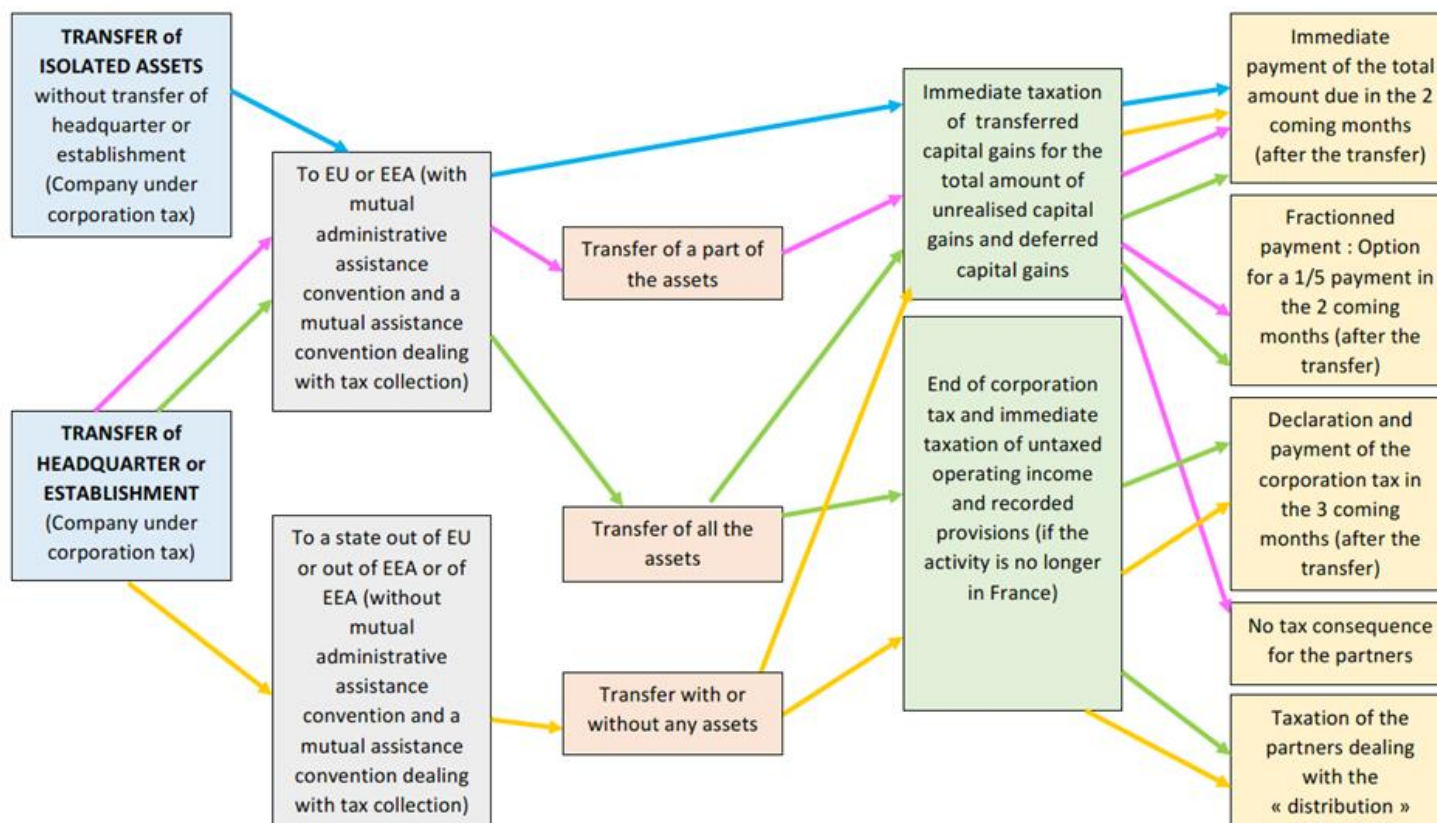 TRANSFER of
ISOLATED ASSETS
without transfer of
headquarter or
establishment
(Company under
corporation tax)
TRANSFER of
HEADQUARTER or
ESTABLISHMENT
(Company under
corporation tax)
To EU or EEA (with
mutual
administrative
assistance
convention and a
mutual assistance
convention dealing
with tax collection)
To a state out of EU
or out of EEA or of
EEA (without
mutual
administrative
assistance
convention and a
mutual assistance
convention dealing
with tax collection)
Transfer of a part of
the assets
Transfer of all the
assets
Transfer with or
without any assets
Immediate taxation
of transferred
capital gains for the
total amount of
unrealised capital
gains and deferred
capital gains
End of corporation
tax and immediate
taxation of untaxed
operating income
and recorded
provisions (if the
activity is no longer
in France)
Immediate
payment of the total
amount due in the 2
coming months
(after the transfer)
Fractionned
payment : Option
for a 1/5 payment in
the 2 coming
months (after the
transfer)
Declaration and
payment of the
corporation tax in
the 3 coming
months (after the
transfer)
No tax consequence
for the partners
Taxation of the
partners dealing
with the
« distribution »